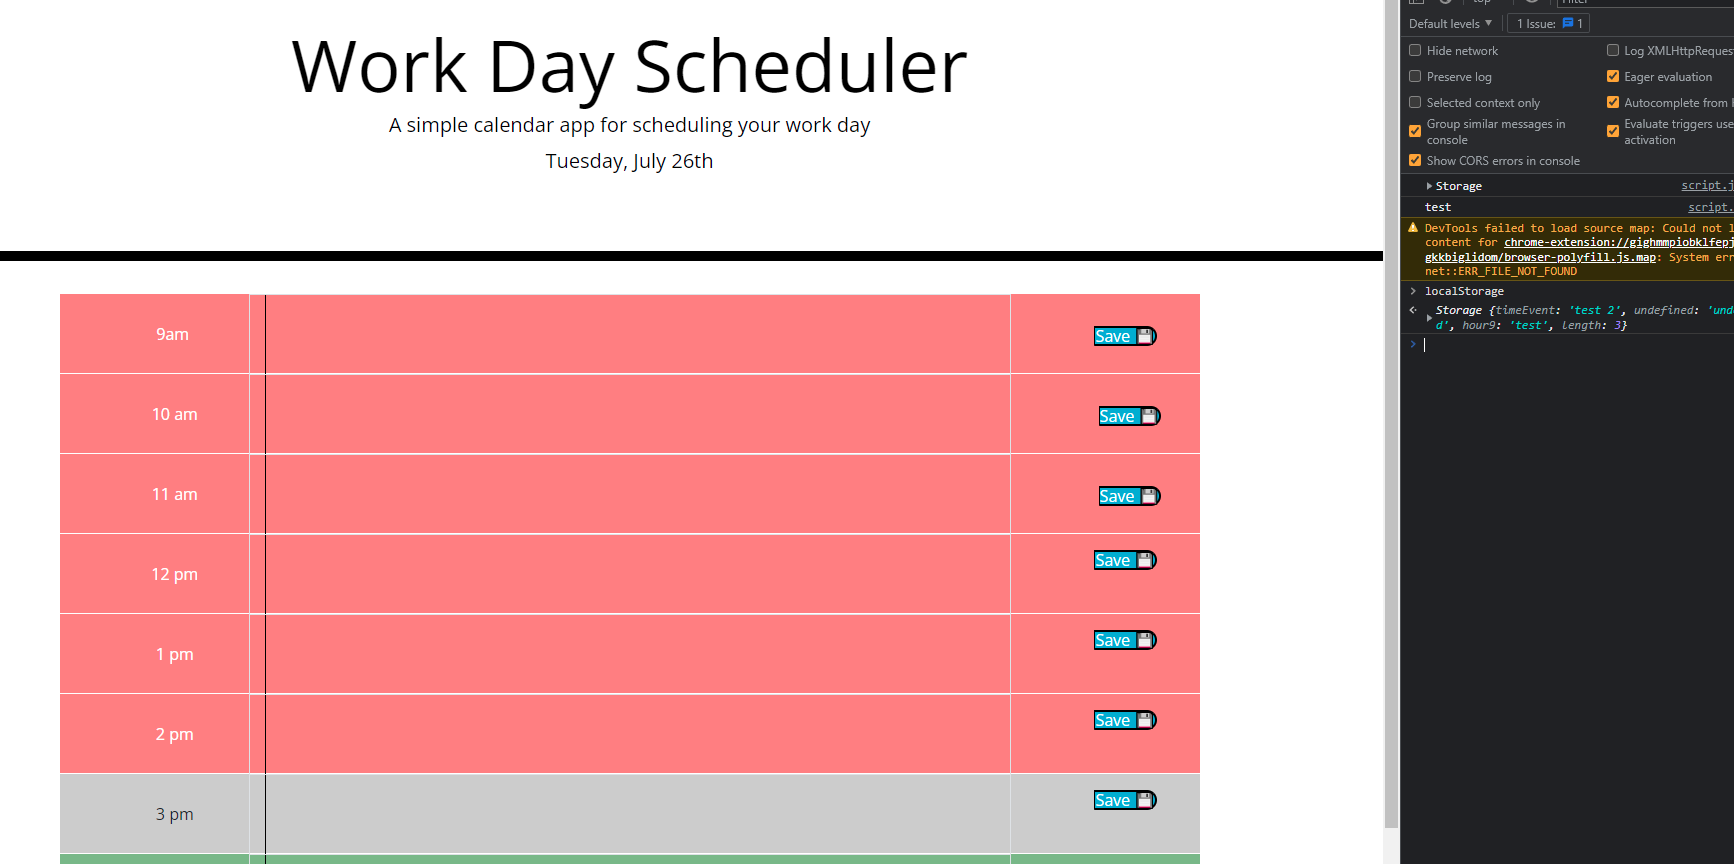 Work Day Scheduler
A simple calendar app for scheduling your work day
Tuesday, July 26th
9am
Save
10 am
Save
11 am
Save
12 pm
Save
1 pm
Save
2 pm
Save
3 pm
Save
Default levels ▼ 1 Issue: 1
Hide network
Log XMLHttpReques
Preserve log
Eager evaluation
Selected context only
Autocomplete from
Group similar messages in
console
Evaluate triggers use
activation
Show CORS errors in console
Storage script.j
test script.
DevTools failed to load source map: Could not l
content for chrome-extension://gighmmpiobklfepj
gkkbiglidom/browser-polyfill.js.map: System err
net::ERR_FILE_NOT_FOUND
localStorage
Storage {timeEvent: 'test 2', undefined: 'und
d', hour9: 'test', length: 3}